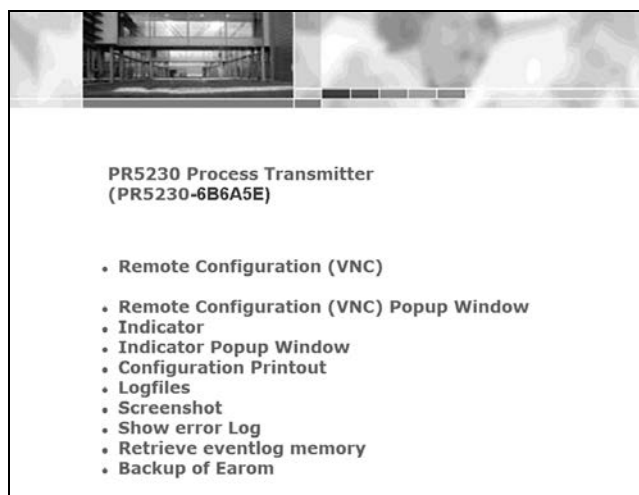 PR5230 Process Transmitter
(PR5230-6B6A5E)
• Remote Configuration (VNC)
• Remote Configuration (VNC) Popup Window
• Indicator
• Indicator Popup Window
• Configuration Printout
• Logfiles
• Screenshot
• Show error Log
• Retrieve eventlog memory
• Backup of Earom